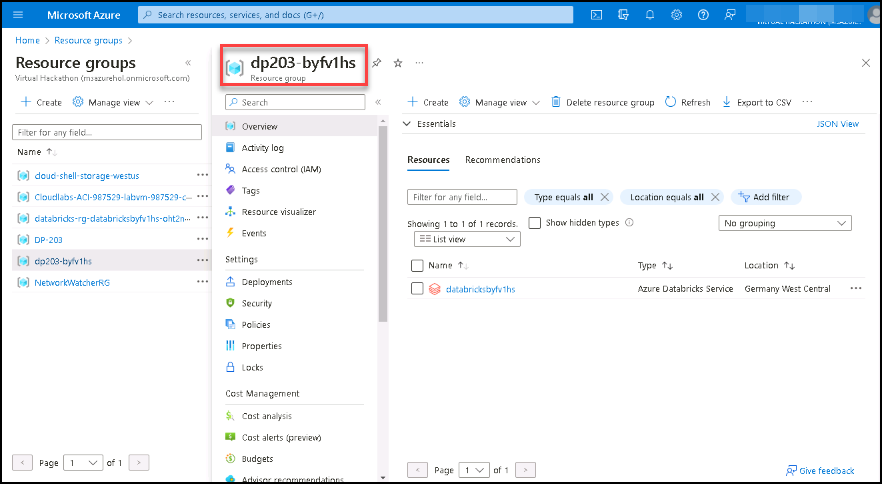 Microsoft Azure
Search resources, services, and docs (G+/)
Home > Resource groups >
Resource groups
Virtual Hackathon (msazurehol.onmicrosoft.com)
Create
Manage view
Filter for any field...
Name
cloud-shell-storage-westus
Cloudlabs-ACI-987529-labvm-987529-c...
databricks-rg-databricksbyfv1hs-oht2n...
DP-203
dp203-byfv1hs
NetworkWatcherRG
Page 1 of 1
dp203-byfv1hs
Resource group
Search
Overview
Activity log
Access control (IAM)
Tags
Resource visualizer
Events
Settings
Deployments
Security
Policies
Properties
Locks
Cost Management
Cost analysis
Cost alerts (preview)
Budgets
Advisor recommendations
Create
Manage view
Delete resource group
Refresh
Export to CSV
Essentials
JSON View
Resources
Recommendations
Filter for any field...
Type equals all
Location equals all
Add filter
Showing 1 to 1 of 1 records.
Show hidden types
No grouping
List view
Name Type Location
databricksbyfv1hs Azure Databricks Service Germany West Central
Page 1 of 1
Give feedback